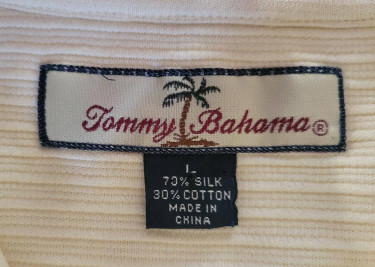 Tommy Bahama®
L
70% SILK
30% COTTON
MADE IN
CHINA